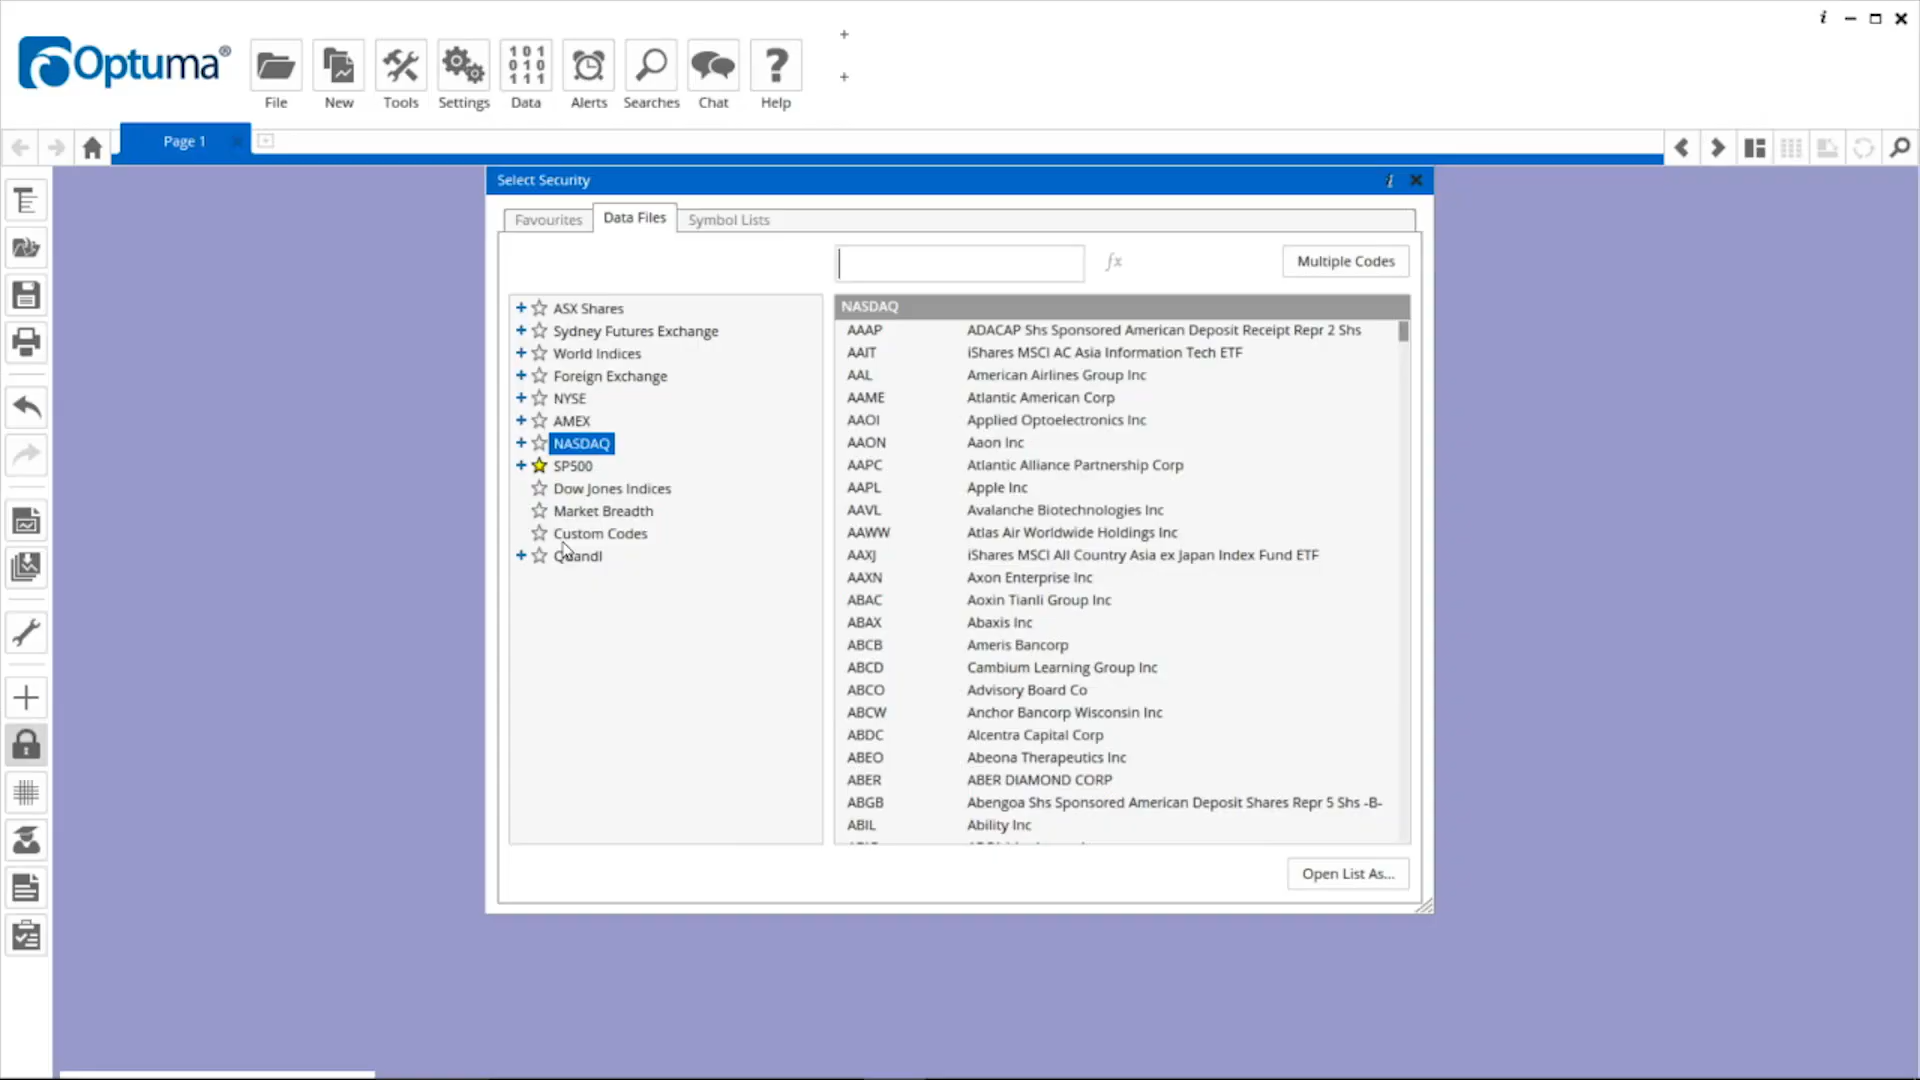 Optuma®
File
New
Tools
Settings
Data
Alerts
Searches
Chat
Help
Page 1
Select Security
Favourites
Data Files
Symbol Lists
fx
Multiple Codes
ASX Shares
Sydney Futures Exchange
World Indices
Foreign Exchange
NYSE
AMEX
NASDAQ
SP500
Dow Jones Indices
Market Breadth
Custom Codes
Quandl
NASDAQ
AAAP ADACAP Shs Sponsored American Deposit Receipt Repr 2 Shs
AAIT iShares MSCI AC Asia Information Tech ETF
AAL American Airlines Group Inc
AAME Atlantic American Corp
AAOI Applied Optoelectronics Inc
AAON Aaon Inc
AAPC Atlantic Alliance Partnership Corp
AAPL Apple Inc
AAVL Avalanche Biotechnologies Inc
AAWW Atlas Air Worldwide Holdings Inc
AAXJ iShares MSCI All Country Asia ex Japan Index Fund ETF
AAXN Axon Enterprise Inc
ABAC Aoxin Tianli Group Inc
ABAX Abaxis Inc
ABCB Ameris Bancorp
ABCD Cambium Learning Group Inc
ABCO Advisory Board Co
ABCW Anchor Bancorp Wisconsin Inc
ABDC Alcentra Capital Corp
ABEO Abeona Therapeutics Inc
ABER ABER DIAMOND CORP
ABGB Abengoa Shs Sponsored American Deposit Shares Repr 5 Shs -B-
ABIL Ability Inc
Open List As...